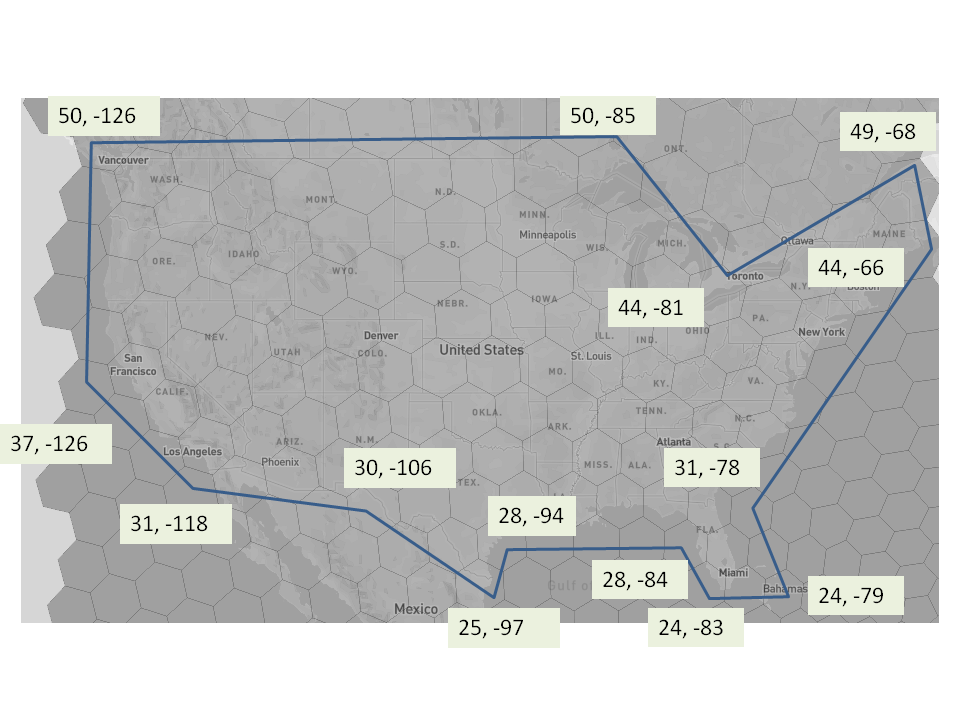 50, -126
50, -85
49, -68
ONT.
Vancouver
WASH.
MONT.
N.D.
MINN.
Minneapolis
MAINE
Ottawa
S.D.
WIS.
MICH.
ORE.
IDAHO
WYO.
44, -66
Toronto
N.Y.
Boston
NEBR.
IOWA
44, -81
PA.
NEV.
Denver
ILL.
IND.
OHIO
New York
UTAH
COLO.
United States
St. Louis
San
Francisco
MO.
KY.
VA.
CALIF.
OKLA.
TENN.
N.C.
ARK.
37, -126
ARIZ.
N.M.
Atlanta
S.C.
Los Angeles
Phoenix
30, -106
MISS.
ALA.
31, -78
TEX.
LA.
31, -118
28, -94
FLA.
28, -84
Miami
Gulf o
Bahamas
24, -79
Mexico
25, -97
24, -83